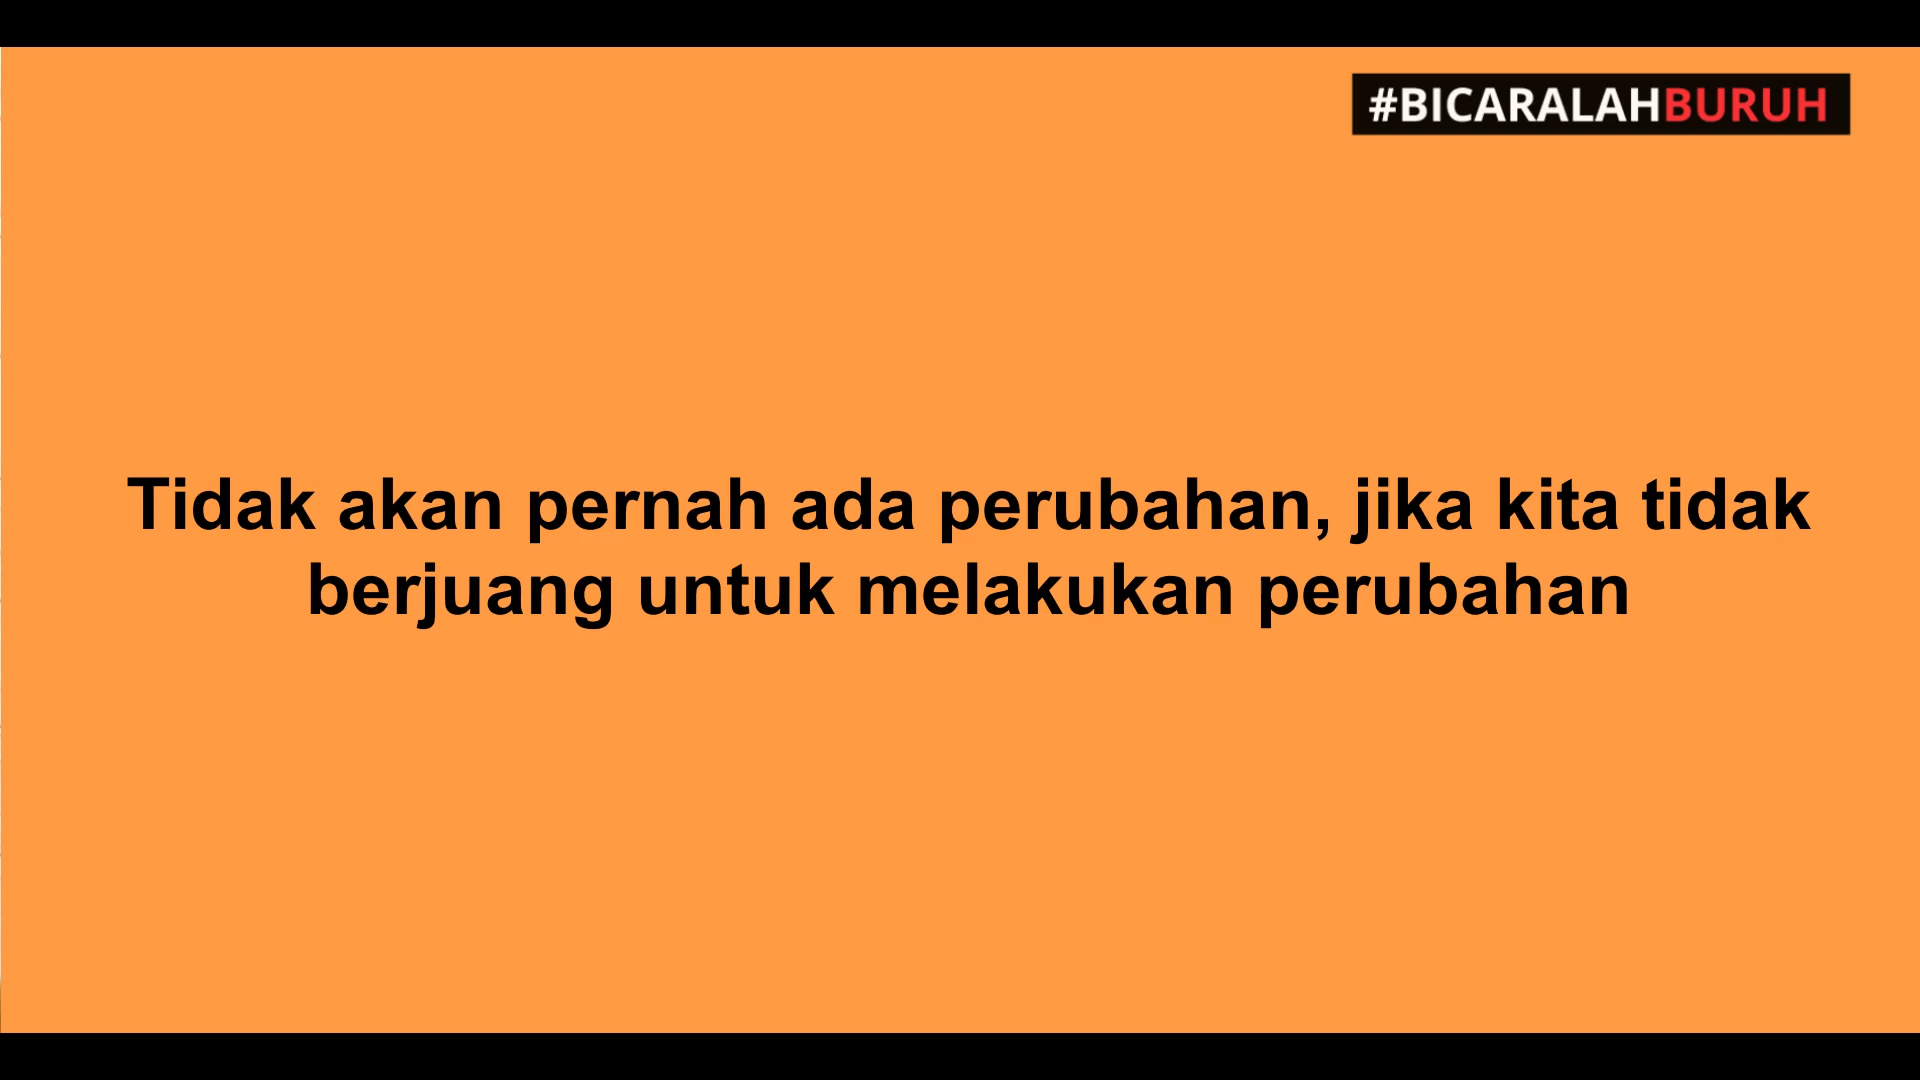 #BICARALAHBURUH
Tidak akan pernah ada perubahan, jika kita tidak
berjuang untuk melakukan perubahan